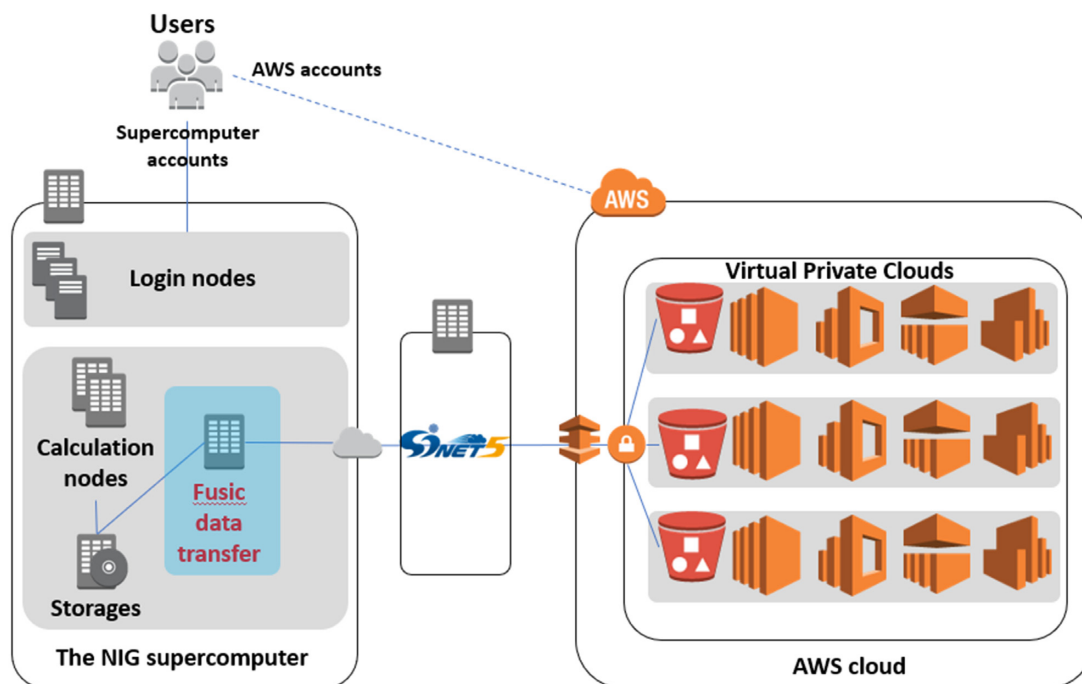 Users
AWS accounts
Supercomputer
accounts
AWS
Login nodes
Virtual Private Clouds
Calculation
nodes
Fusic
data
transfer
SINET5
Storages
The NIG supercomputer
AWS cloud